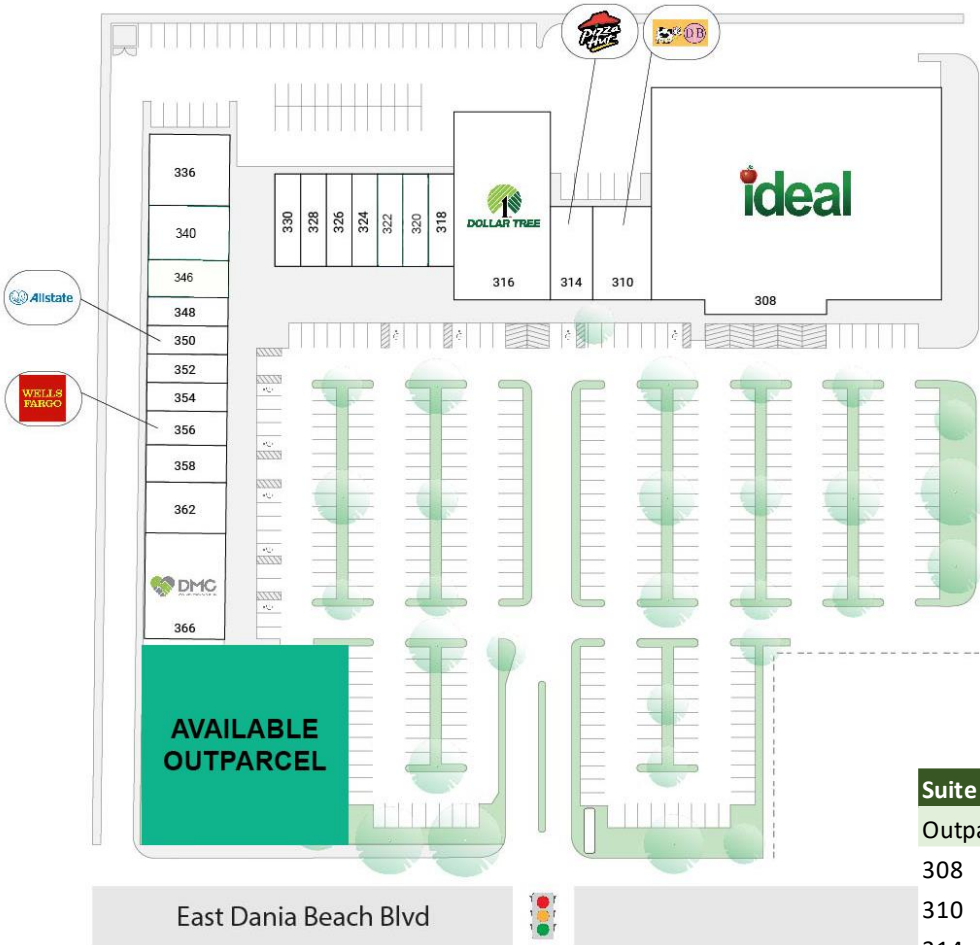 Pizza
Hut
DB
336
340
346
348
350
352
354
356
358
362
DMC
366
Allstate
WELLS
FARGO
330
328
326
324
322
320
318
DOLLAR TREE
316
314
310
ideal
308
AVAILABLE
OUTPARCEL
East Dania Beach Blvd
Suite
Outpa
308
310